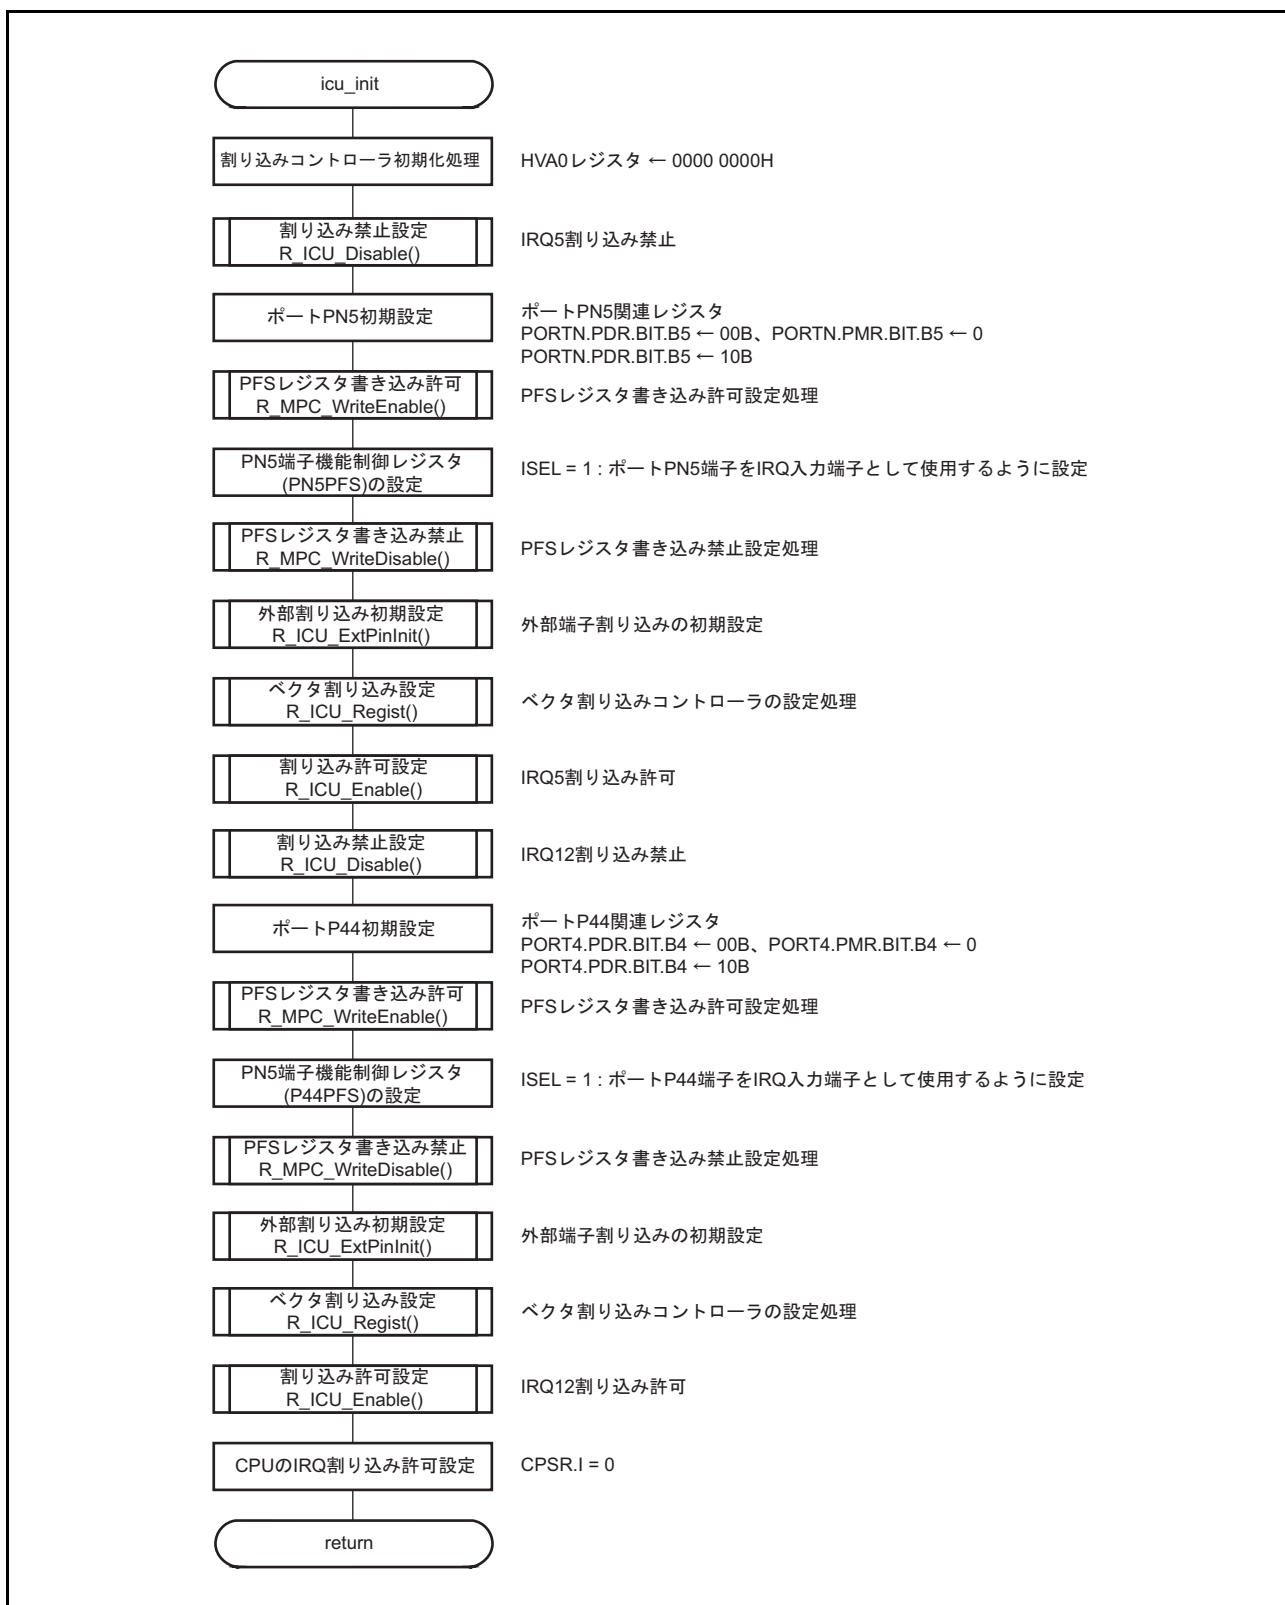 icu_init
割り込みコントローラ初期化処理
HVA0レジスタ ← 0000 0000H
割り込み禁止設定
R_ICU_Disable()
IRQ5割り込み禁止
ポートPN5初期設定
ポートPN5関連レジスタ
PORTN.PDR.BIT.B5 ← 00B、PORTN.PMR.BIT.B5 ← 0
PORTN.PDR.BIT.B5 ← 10B
PFSレジスタ書き込み許可
R_MPC_WriteEnable()
PFSレジスタ書き込み許可設定処理
PN5端子機能制御レジスタ
(PN5PFS)の設定
ISEL = 1 : ポートPN5端子をIRQ入力端子として使用するように設定
PFSレジスタ書き込み禁止
R_MPC_WriteDisable()
PFSレジスタ書き込み禁止設定処理
外部割り込み初期設定
R_ICU_ExtPinInit()
外部端子割り込みの初期設定
ベクタ割り込み設定
R_ICU_Regist()
ベクタ割り込みコントローラの設定処理
割り込み許可設定
R_ICU_Enable()
IRQ5割り込み許可
割り込み禁止設定
R_ICU_Disable()
IRQ12割り込み禁止
ポートP44初期設定
ポートP44関連レジスタ
PORT4.PDR.BIT.B4 ← 00B、PORT4.PMR.BIT.B4 ← 0
PORT4.PDR.BIT.B4 ← 10B
PFSレジスタ書き込み許可
R_MPC_WriteEnable()
PFSレジスタ書き込み許可設定処理
PN5端子機能制御レジスタ
(P44PFS)の設定
ISEL = 1 : ポートP44端子をIRQ入力端子として使用するように設定
PFSレジスタ書き込み禁止
R_MPC_WriteDisable()
PFSレジスタ書き込み禁止設定処理
外部割り込み初期設定
R_ICU_ExtPinInit()
外部端子割り込みの初期設定
ベクタ割り込み設定
R_ICU_Regist()
ベクタ割り込みコントローラの設定処理
割り込み許可設定
R_ICU_Enable()
IRQ12割り込み許可
CPUのIRQ割り込み許可設定
CPSR.I = 0
return